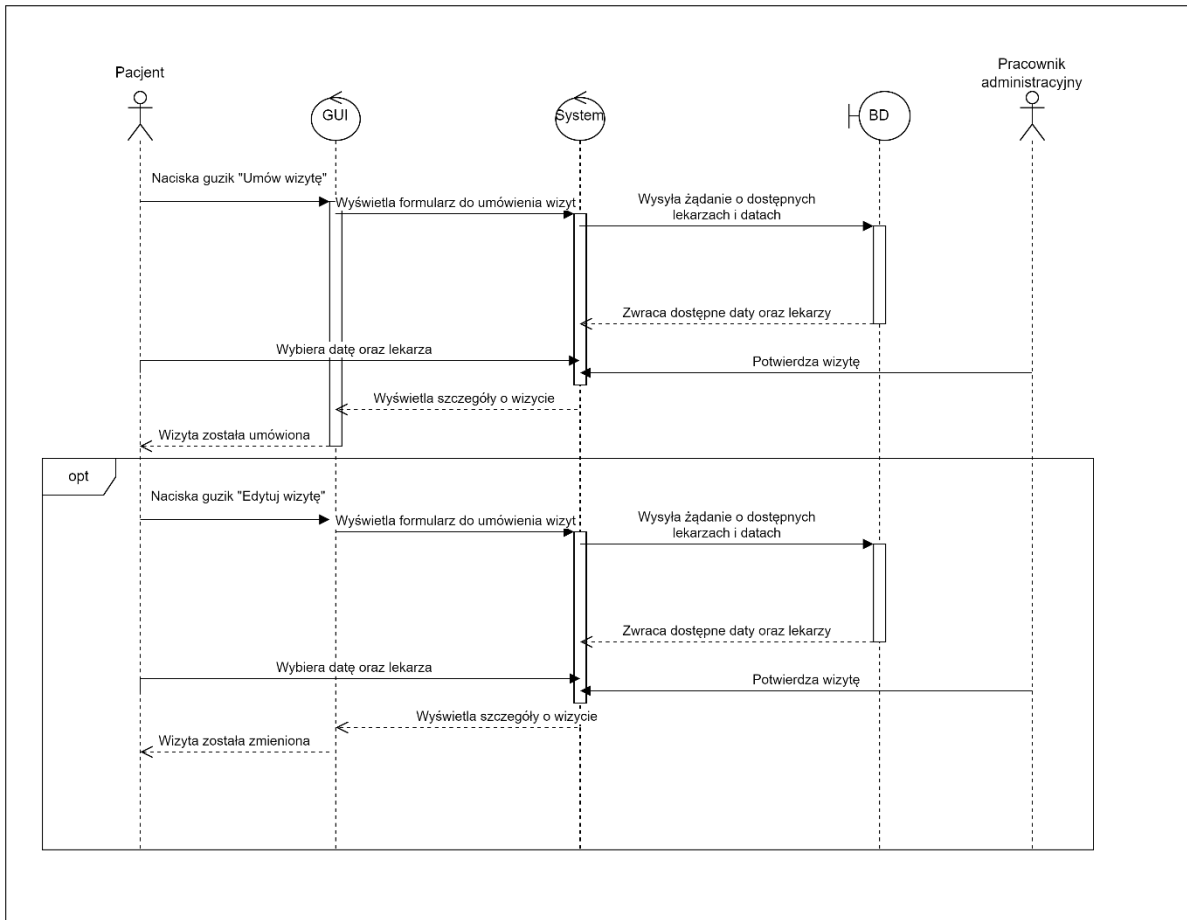 Pacjent
Pracownik
administracyjny
GUI
System
BD
Naciska guzik "Umów wizytę"
Wyświetla formularz do umówienia wizyt
Wysyła żądanie o dostępnych
lekarzach i datach
Zwraca dostępne daty oraz lekarzy
Wybiera datę oraz lekarza
Potwierdza wizytę
Wyświetla szczegóły o wizycie
Wizyta została umówiona
opt
Naciska guzik "Edytuj wizytę"
Wyświetla formularz do umówienia wizyt
Wysyła żądanie o dostępnych
lekarzach i datach
Zwraca dostępne daty oraz lekarzy
Wybiera datę oraz lekarza
Potwierdza wizytę
Wyświetla szczegóły o wizycie
Wizyta została zmieniona